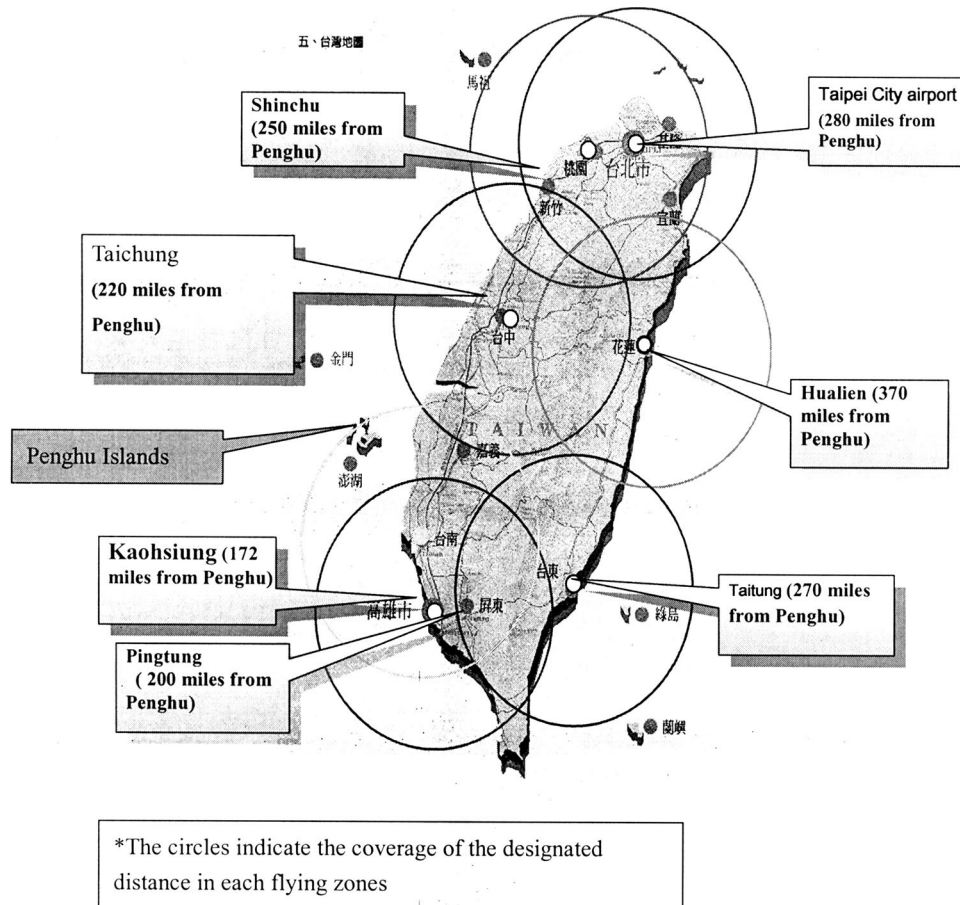 五、台灣地圖
馬祖
Shinchu
(250 miles from
Penghu)
Taipei City airport
(280 miles from
Penghu)
基隆
桃園
台北市
新竹
宜蘭
Taichung
(220 miles from
Penghu)
台中
花蓮
金門
Hualien (370
miles from
Penghu)
TAIWAN
Penghu Islands
嘉義
澎湖
台南
Kaohsiung (172
miles from Penghu)
台東
Taitung (270 miles
from Penghu)
高雄市
屏東
綠島
Pingtung
( 200 miles from
Penghu)
蘭嶼
*The circles indicate the coverage of the designated
distance in each flying zones